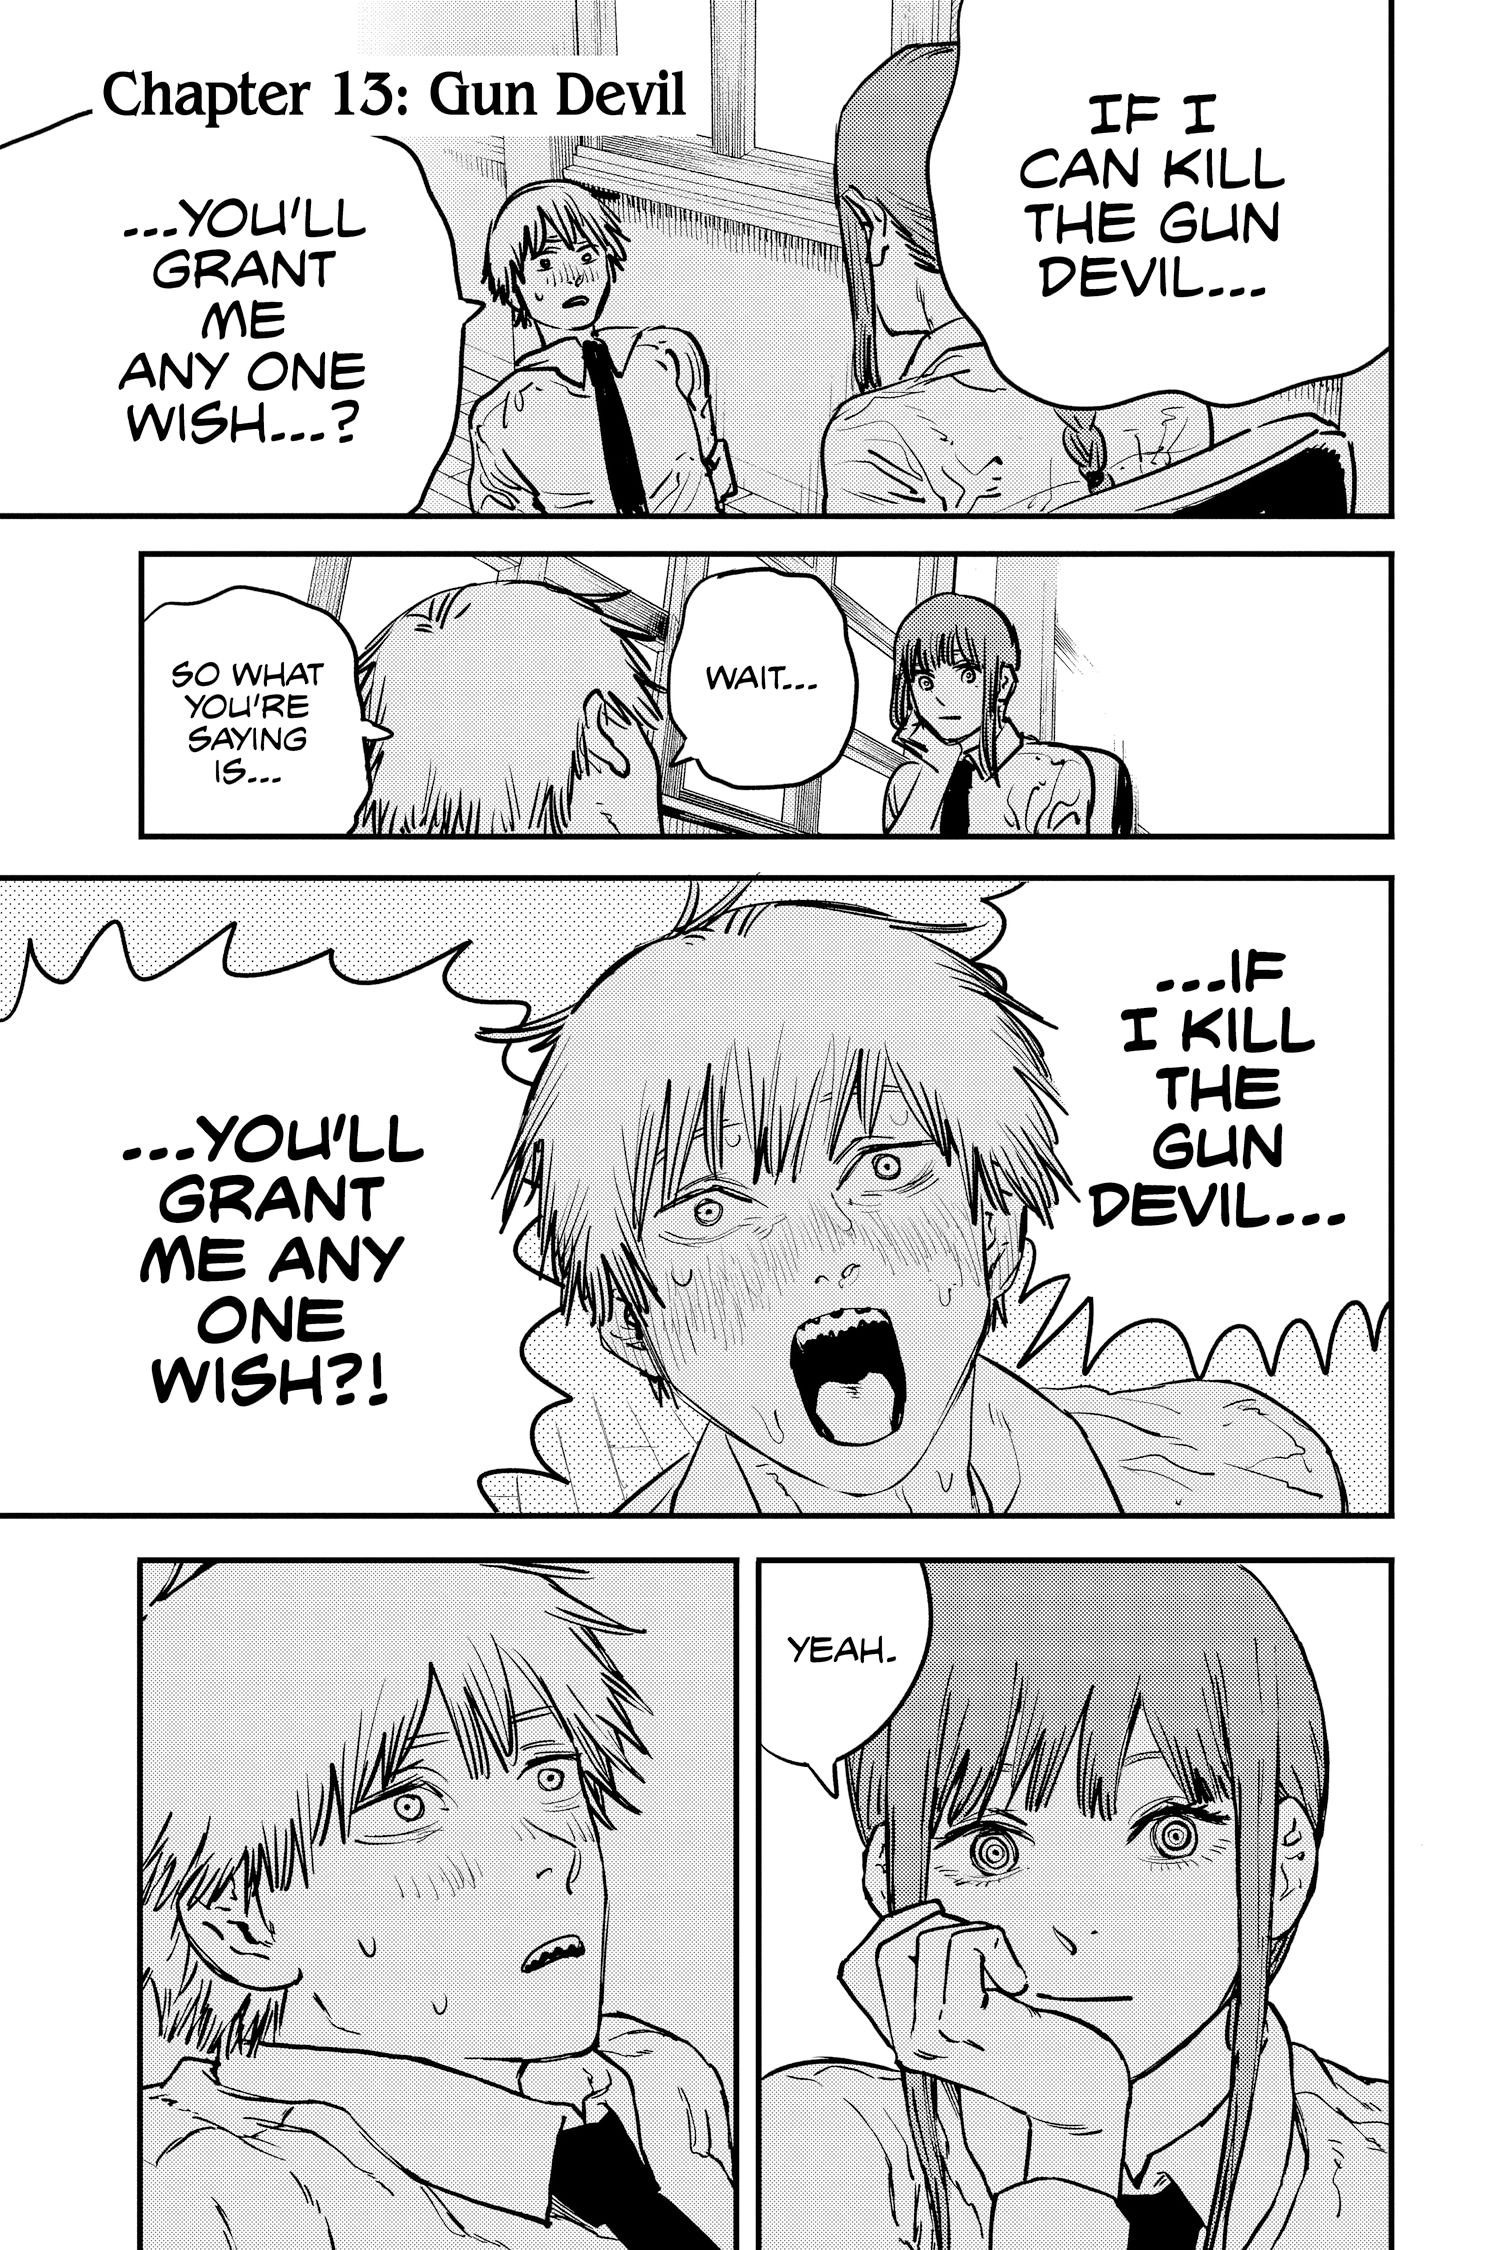 Chapter 13: Gun Devil
IF I
CAN KILL
THE GUN
DEVIL...
...YOU'LL
GRANT
ME
ANY ONE
WISH...?
WAIT...
SO WHAT
YOU'RE
SAYING
IS...
...IF
I KILL
THE
GUN
DEVIL...
...YOU'LL
GRANT
ME ANY
ONE
WISH?!
YEAH.